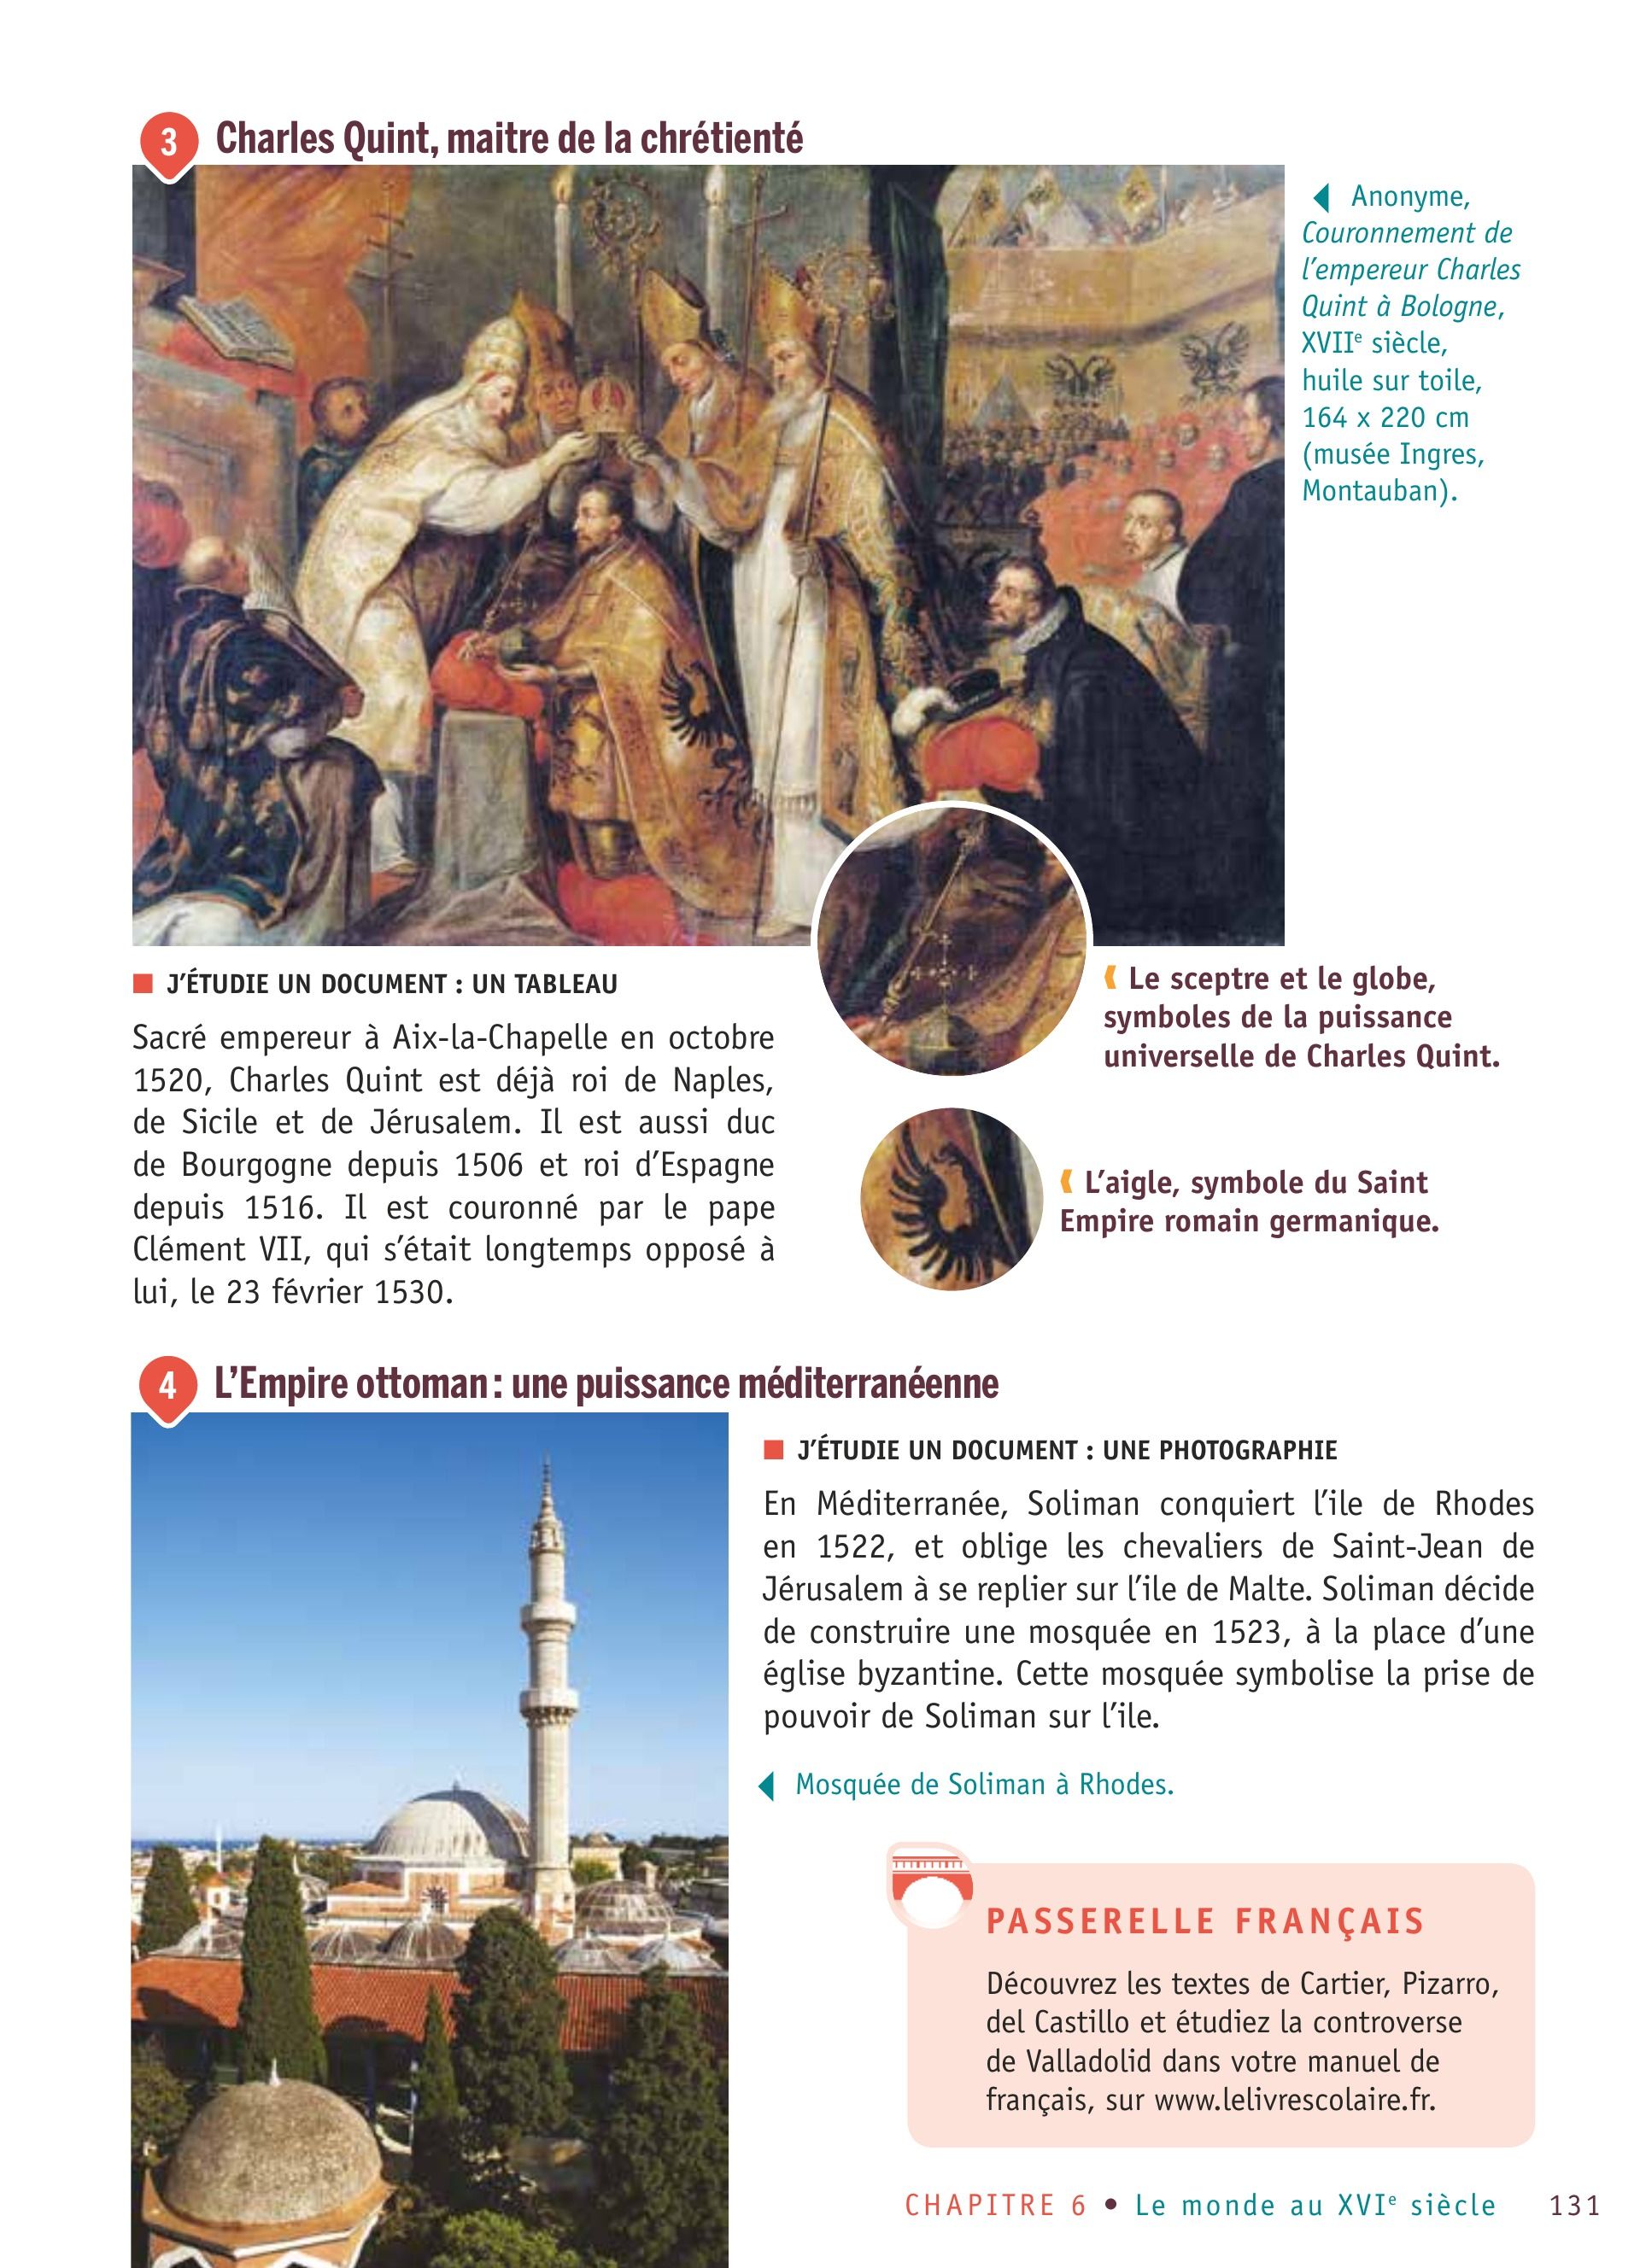 3 Charles Quint, maitre de la chrétienté
Anonyme,
Couronnement de
l'empereur Charles
Quint à Bologne,
XVIIe siècle,
huile sur toile,
164 x 220 cm
(musée Ingres,
Montauban).
J'ÉTUDIE UN DOCUMENT : UN TABLEAU
Sacré empereur à Aix-la-Chapelle en octobre
1520, Charles Quint est déjà roi de Naples,
de Sicile et de Jérusalem. Il est aussi duc
de Bourgogne depuis 1506 et roi d'Espagne
depuis 1516. Il est couronné par le pape
Clément VII, qui s'était longtemps opposé à
lui, le 23 février 1530.
Le sceptre et le globe,
symboles de la puissance
universelle de Charles Quint.
L'aigle, symbole du Saint
Empire romain germanique.
4 L'Empire ottoman : une puissance méditerranéenne
J'ÉTUDIE UN DOCUMENT : UNE PHOTOGRAPHIE
En Méditerranée, Soliman conquiert l'ile de Rhodes
en 1522, et oblige les chevaliers de Saint-Jean de
Jérusalem à se replier sur l'ile de Malte. Soliman décide
de construire une mosquée en 1523, à la place d'une
église byzantine. Cette mosquée symbolise la prise de
pouvoir de Soliman sur l'ile.
Mosquée de Soliman à Rhodes.
PASSERELLE FRANÇAIS
Découvrez les textes de Cartier, Pizarro,
del Castillo et étudiez la controverse
de Valladolid dans votre manuel de
français, sur www.lelivrescolaire.fr.
CHAPITRE 6 • Le monde au XVIe siècle 131